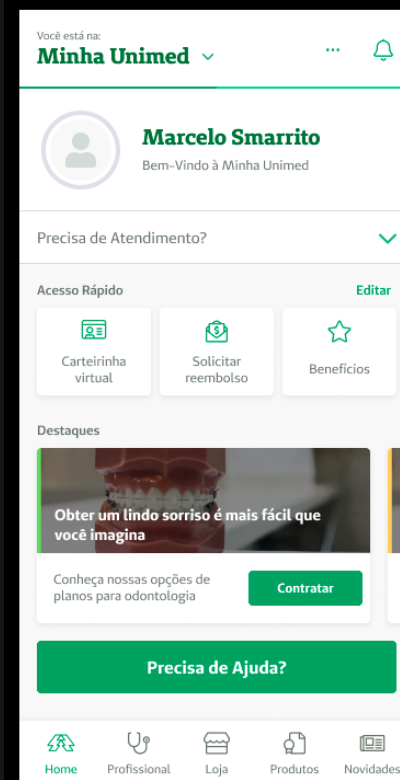 Você está na:
Minha Unimed
Marcelo Smarrito
Bem-Vindo à Minha Unimed
Precisa de Atendimento?
Acesso Rápido
Editar
Carteirinha
virtual
Solicitar
reembolso
Benefícios
Destaques
Obter um lindo sorriso é mais fácil que
você imagina
Conheça nossas opções de
planos para odontologia
Contratar
Precisa de Ajuda?
Home
Profissional
Loja
Produtos
Novidades